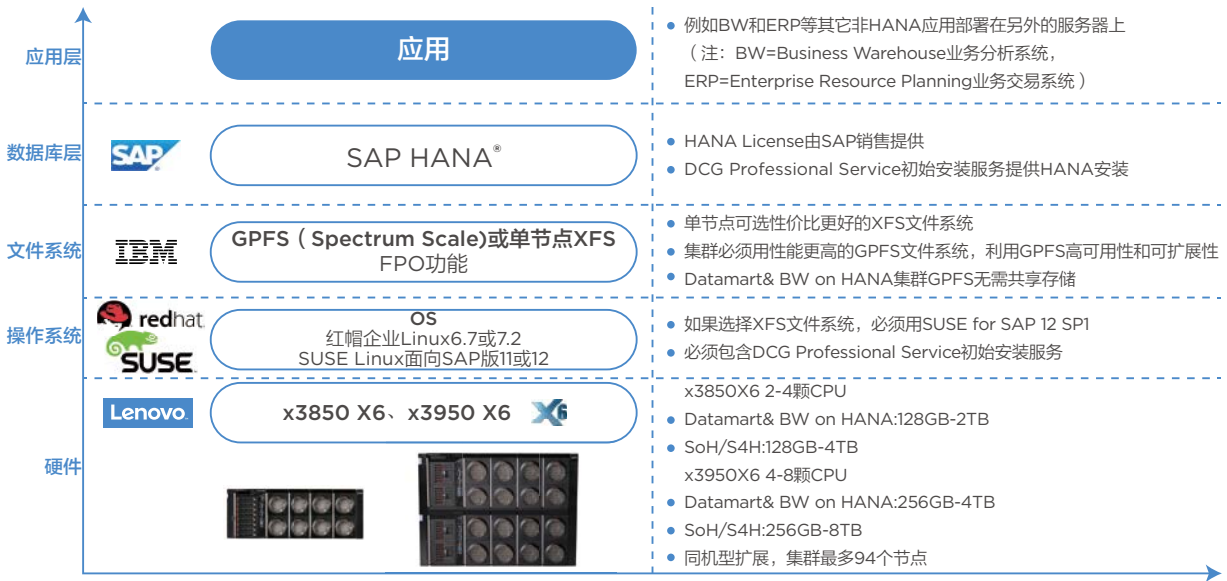 应用层
应用
例如BW和ERP等其它非HANA应用部署在另外的服务器上
（注：BW=Business Warehouse业务分析系统，
ERP=Enterprise Resource Planning业务交易系统）
数据库层
SAP
SAP HANA®
HANA License由SAP销售提供
DCG Professional Service初始安装服务提供HANA安装
文件系统
IBM
GPFS（Spectrum Scale)或单节点XFS
FPO功能
单节点可选性价比更好的XFS文件系统
集群必须用性能更高的GPFS文件系统，利用GPFS高可用性和可扩展性
Datamart& BW on HANA集群GPFS无需共享存储
操作系统
redhat.
SUSE.
OS
红帽企业Linux6.7或7.2
SUSE Linux面向SAP版11或12
如果选择XFS文件系统，必须用SUSE for SAP 12 SP1
必须包含DCG Professional Service初始安装服务
硬件
Lenovo.
x3850 X6、x3950 X6
X6
x3850X6 2-4颗CPU
Datamart& BW on HANA:128GB-2TB
SoH/S4H:128GB-4TB
x3950X6 4-8颗CPU
Datamart& BW on HANA:256GB-4TB
SoH/S4H:256GB-8TB
同机型扩展，集群最多94个节点